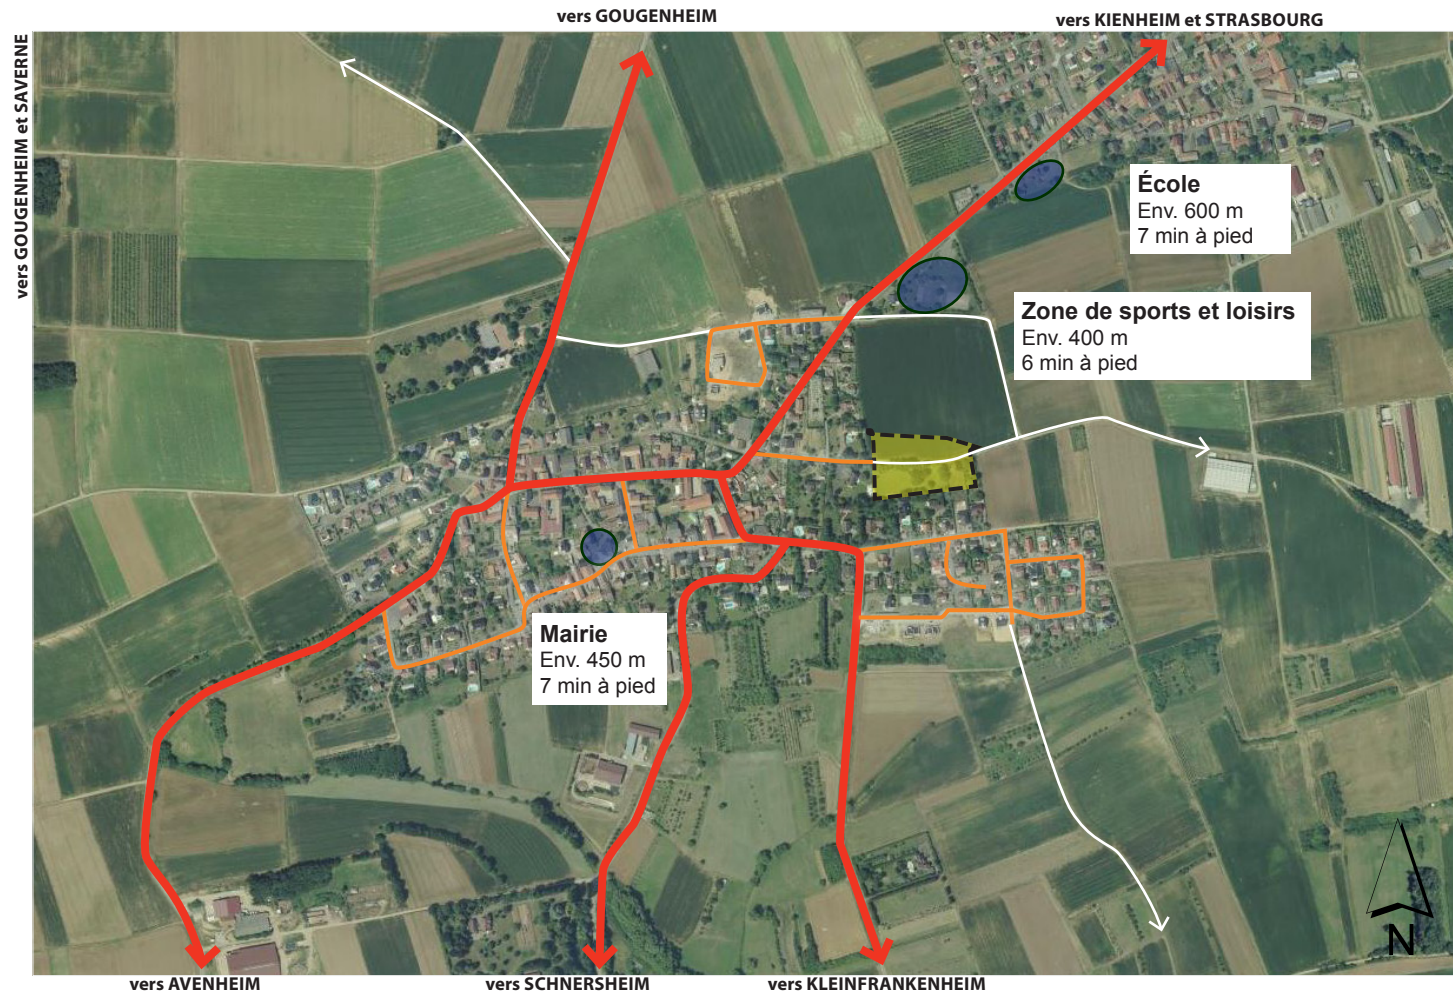 vers GOUGENHEIM
vers KIENHEIM et STRASBOURG
vers GOUGENHEIM et SAVERNE
École
Env. 600 m
7 min à pied
Zone de sports et loisirs
Env. 400 m
6 min à pied
Mairie
Env. 450 m
7 min à pied
N
vers AVENHEIM
vers SCHNERSHEIM
vers KLEINFRANKENHEIM